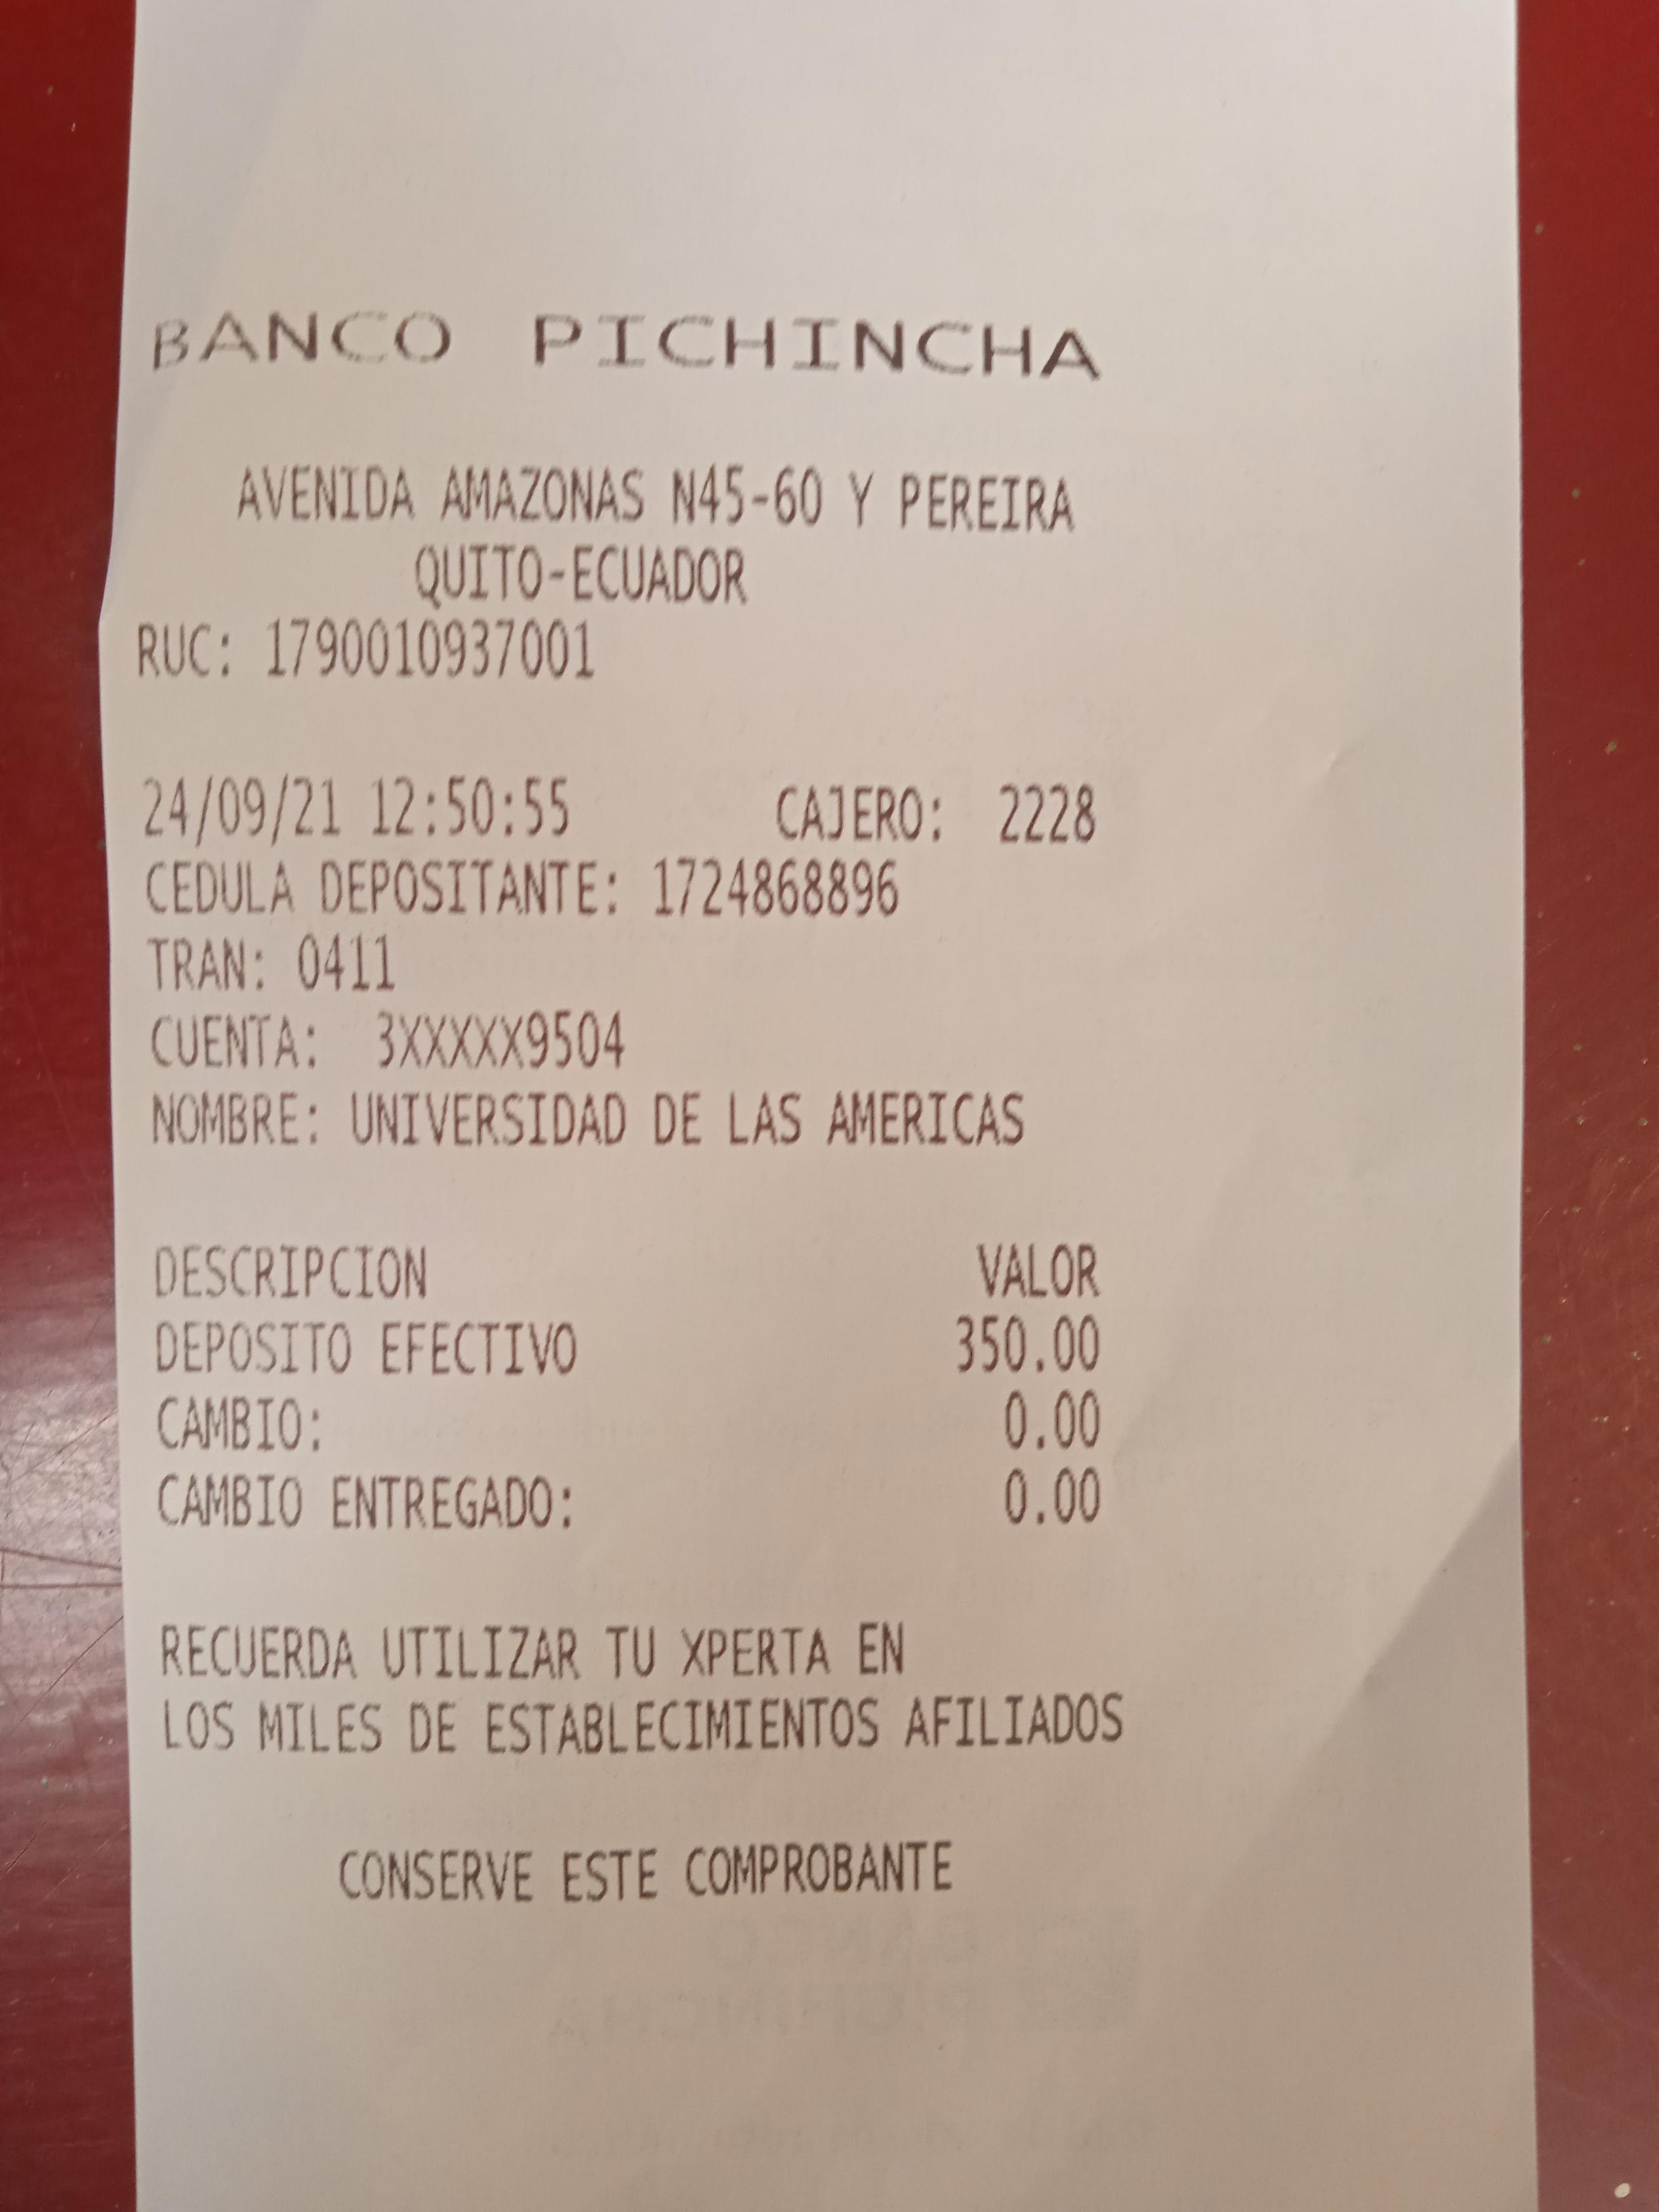 BANCO PICHINCHA
AVENIDA AMAZONAS N45-60 Y PEREIRA
QUITO-ECUADOR
RUC: 1790010937001
24/09/21 12:50:55 CAJERO: 2228
CEDULA DEPOSITANTE: 1724868896
TRAN: 0411
CUENTA: 3XXXXX9504
NOMBRE: UNIVERSIDAD DE LAS AMERICAS
DESCRIPCION VALOR
DEPOSITO EFECTIVO 350.00
CAMBIO: 0.00
CAMBIO ENTREGADO: 0.00
RECUERDA UTILIZAR TU XPERTA EN
LOS MILES DE ESTABLECIMIENTOS AFILIADOS
CONSERVE ESTE COMPROBANTE
BANCO
PICHINCHA